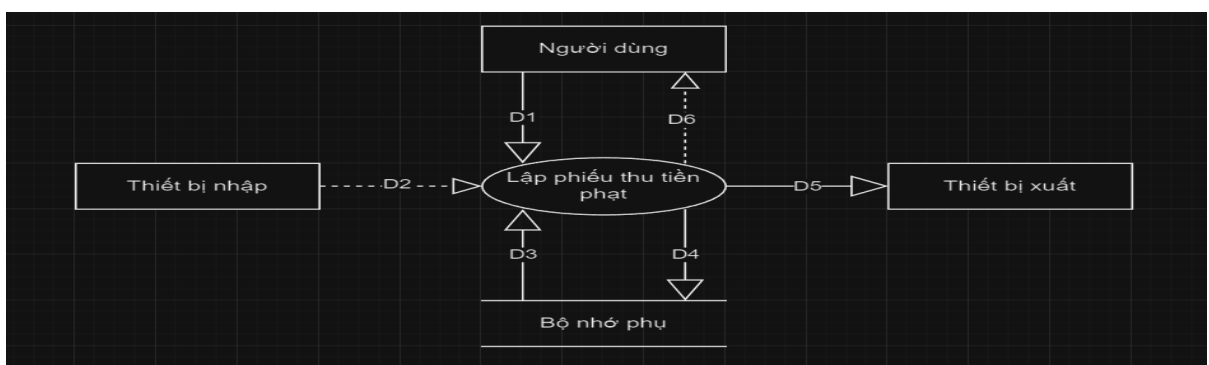 Người dùng
D1
D6
Thiết bị nhập
D2
Lập phiếu thu tiền
phạt
D5
Thiết bị xuất
D3
D4
Bộ nhớ phụ